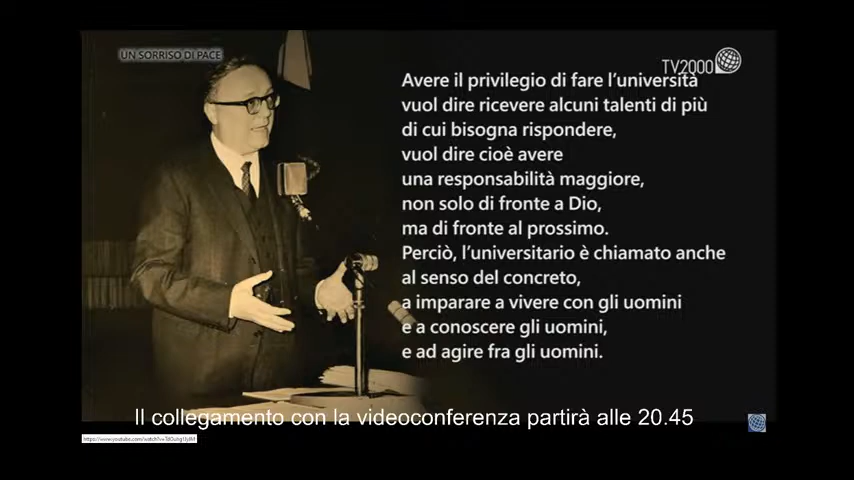 UN SORRISO DI PACE
TV2000
Avere il privilegio di fare l'università
vuol dire ricevere alcuni talenti di più
di cui bisogna rispondere,
vuol dire cioè avere
una responsabilità maggiore,
non solo di fronte a Dio,
ma di fronte al prossimo.
Perciò, l'universitario è chiamato anche
al senso del concreto,
a imparare a vivere con gli uomini
e a conoscere gli uomini,
e ad agire fra gli uomini.
Il collegamento con la videoconferenza partirà alle 20.45